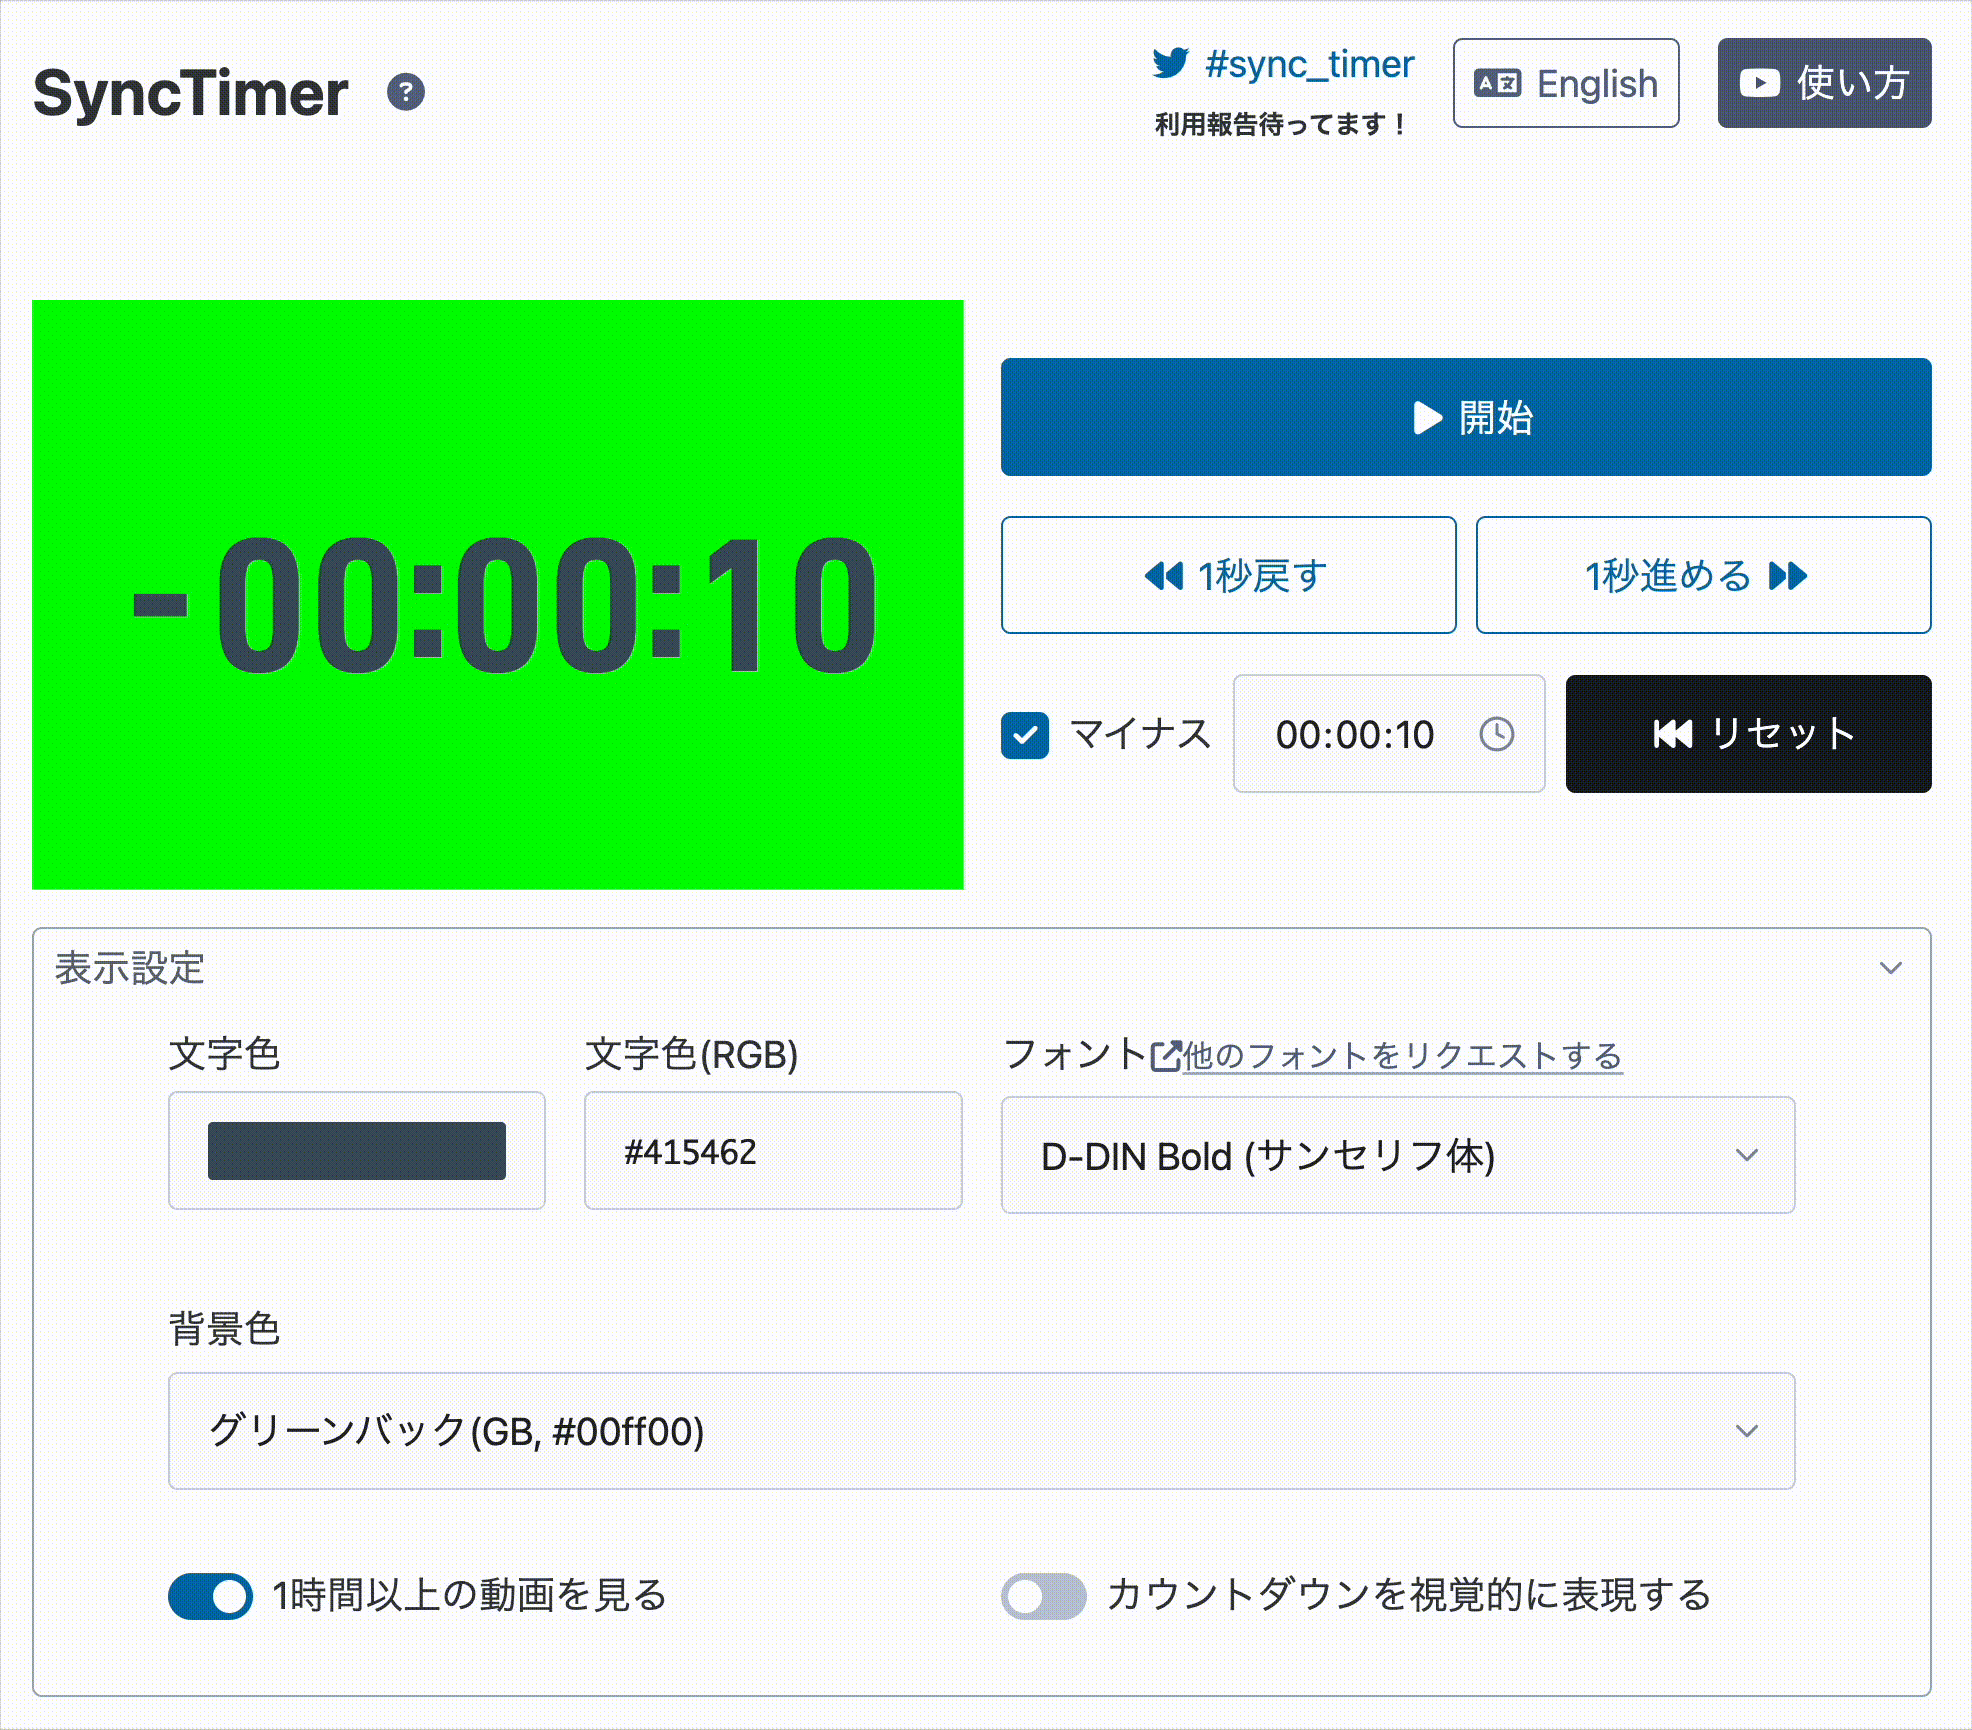 SyncTimer
#sync_timer
利用報告待ってます！
English
使い方
-00:00:10
開始
1秒戻す
1秒進める
マイナス
00:00:10
リセット
表示設定
文字色
文字色(RGB)
フォント他のフォントをリクエストする
#415462
D-DIN Bold (サンセリフ体)
背景色
グリーンバック(GB, #00ff00)
1時間以上の動画を見る
カウントダウンを視覚的に表現する